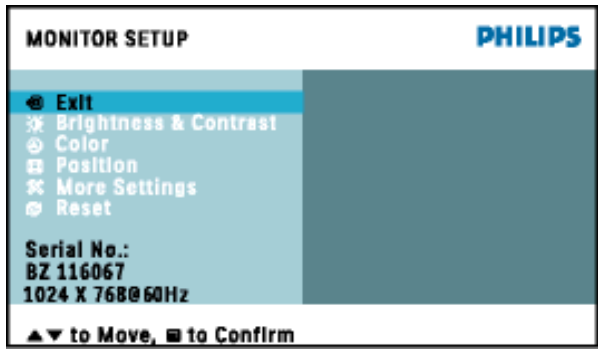 MONITOR SETUP
PHILIPS
Exit
Brightness & Contrast
Color
Position
More Settings
Reset
Serial No.:
BZ 116067
1024 X 768@60Hz
▲▼ to Move, to Confirm